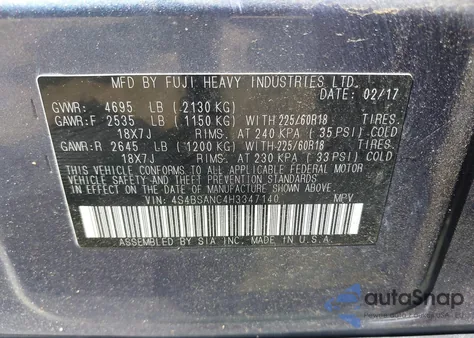 MFD BY FUJI HEAVY INDUSTRIES LTD. DATE: 02/17
GVWR: 4695 LB (2130 KG)
GAWR:F 2535 LB (1150 KG) WITH 225/60R18 TIRES.
18X7J RIMS. AT 240 KPA (35 PSI) COLD.
GAWR:R 2645 LB (1200 KG) WITH 225/60R18 TIRES.
18X7J RIMS. AT 230 KPA (33 PSI) COLD.
THIS VEHICLE CONFORMS TO ALL APPLICABLE FEDERAL MOTOR
VEHICLE SAFETY AND THEFT PREVENTION STANDARDS IN EFFECT ON
THE DATE OF MANUFACTURE SHOWN ABOVE.
VIN: 4S4BSANC4H3347140 MPV
ASSEMBLED BY SIA INC. MADE IN U.S.A.
autoSnap